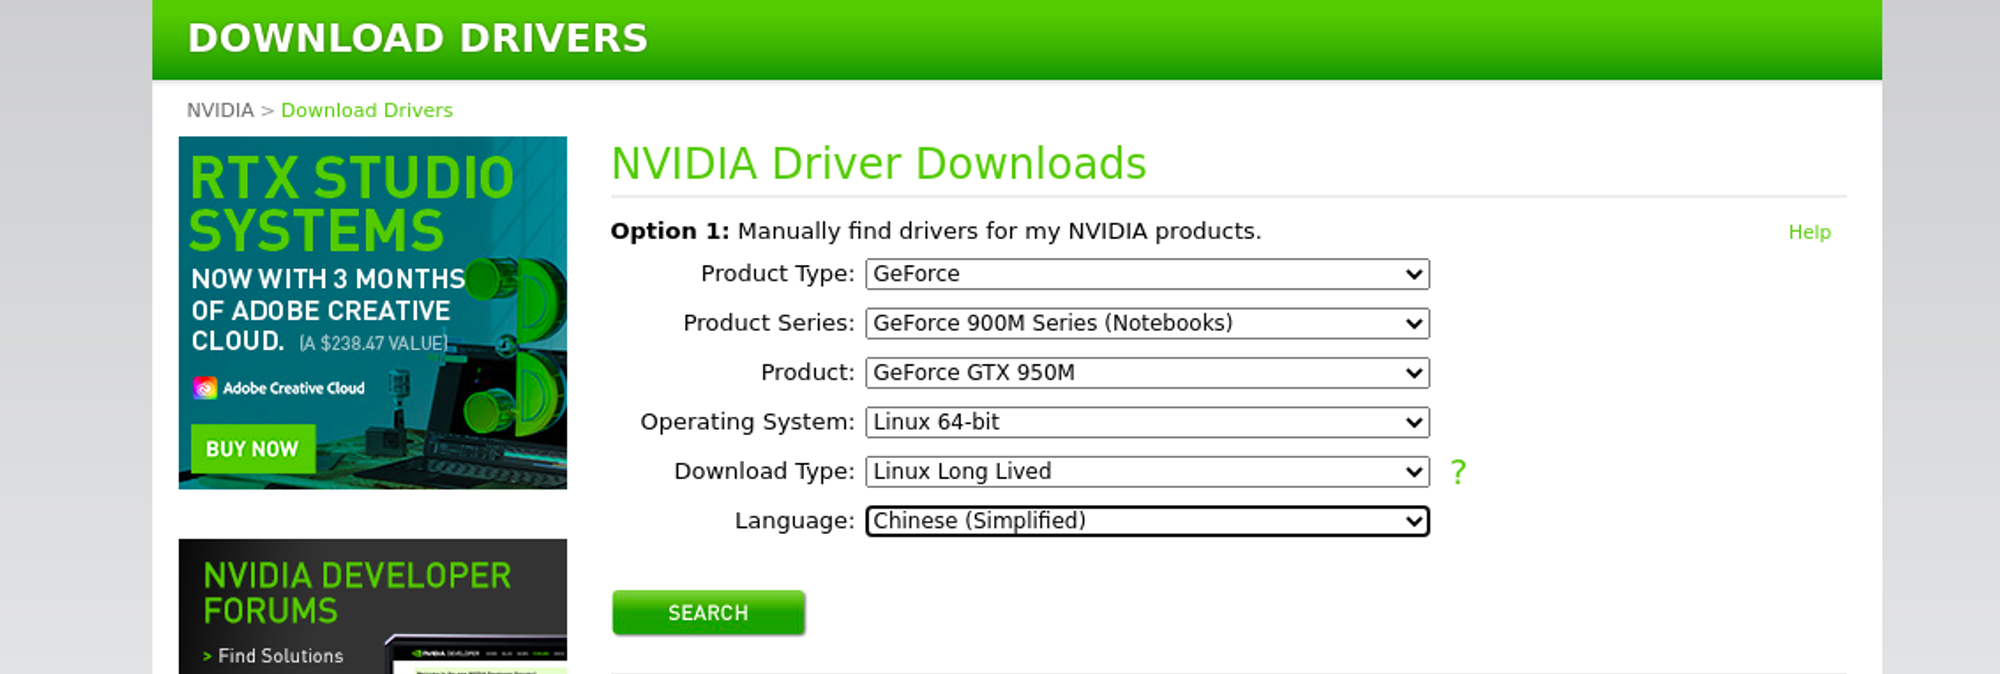 DOWNLOAD DRIVERS
NVIDIA > Download Drivers
RTX STUDIO
SYSTEMS
NOW WITH 3 MONTHS
OF ADOBE CREATIVE
CLOUD. (A $238.47 VALUE)
Adobe Creative Cloud
BUY NOW
NVIDIA DEVELOPER
FORUMS
> Find Solutions
NVIDIA Driver Downloads
Option 1: Manually find drivers for my NVIDIA products.
Help
Product Type: GeForce
Product Series: GeForce 900M Series (Notebooks)
Product: GeForce GTX 950M
Operating System: Linux 64-bit
Download Type: Linux Long Lived ?
Language: Chinese (Simplified)
SEARCH